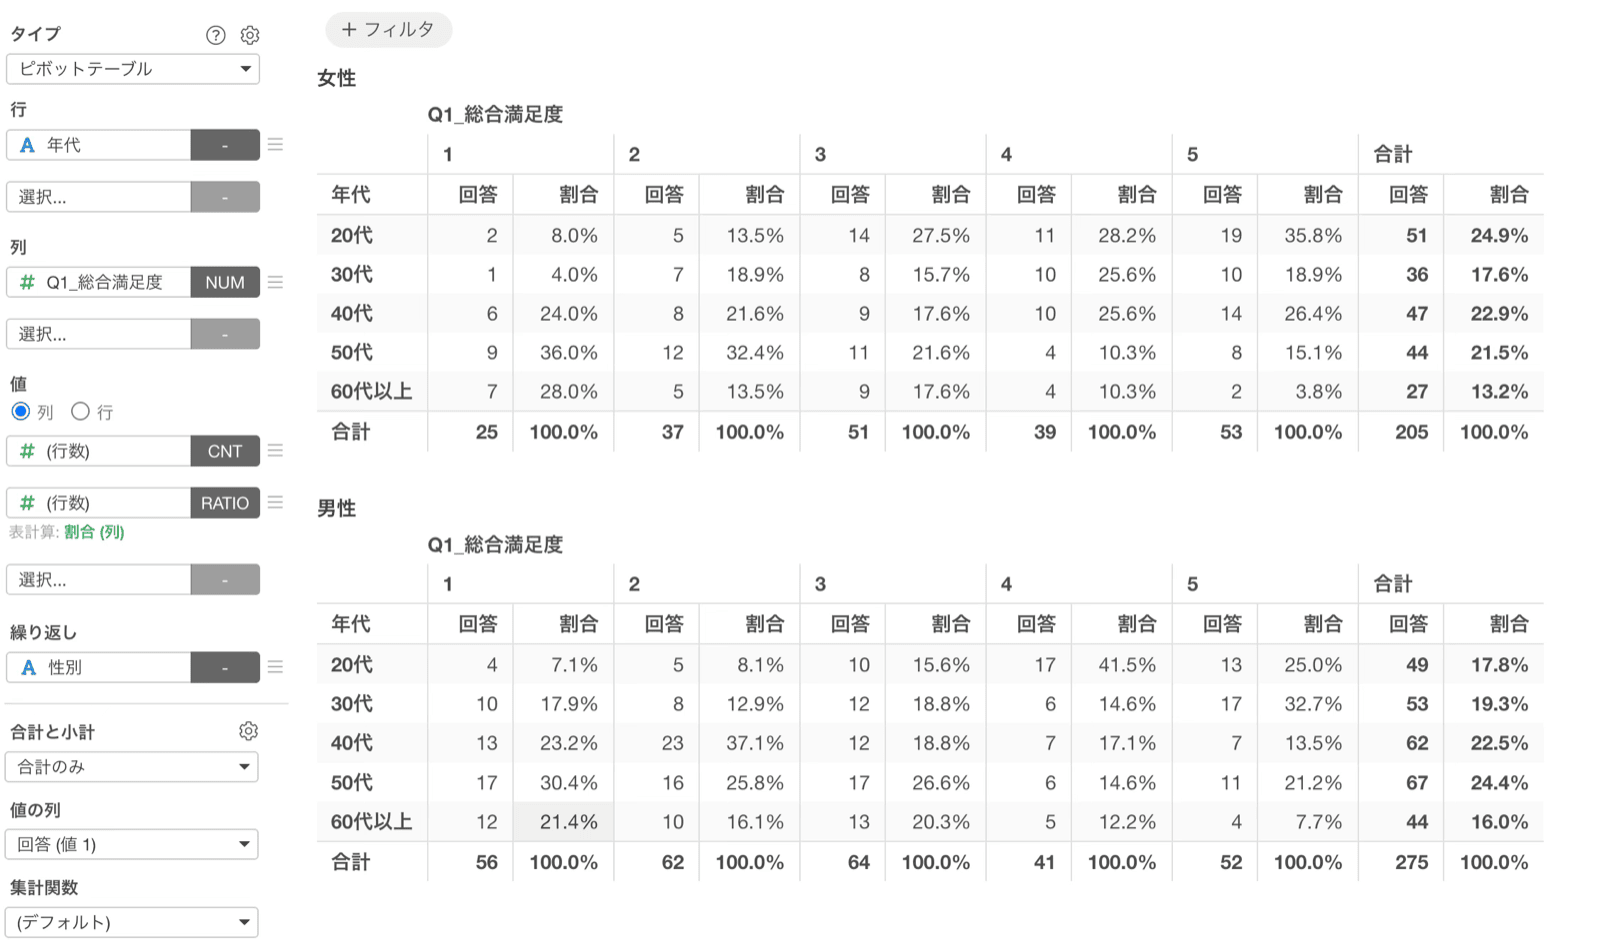 タイプ
ピボットテーブル
行
A 年代 -
選択... -
列
# Q1_総合満足度 NUM
選択... -
値
列 行
# (行数) CNT
# (行数) RATIO
表計算: 割合 (列)
選択... -
繰り返し
A 性別 -
合計と小計
合計のみ
値の列
回答 (値 1)
集計関数
(デフォルト)
+ フィルタ
女性
Q1_総合満足度
1 2 3 4 5 合計
年代 回答 割合 回答 割合 回答 割合 回答 割合 回答 割合 回答 割合
20代 2 8.0% 5 13.5% 14 27.5% 11 28.2% 19 35.8% 51 24.9%
30代 1 4.0% 7 18.9% 8 15.7% 10 25.6% 10 18.9% 36 17.6%
40代 6 24.0% 8 21.6% 9 17.6% 10 25.6% 14 26.4% 47 22.9%
50代 9 36.0% 12 32.4% 11 21.6% 4 10.3% 8 15.1% 44 21.5%
60代以上 7 28.0% 5 13.5% 9 17.6% 4 10.3% 2 3.8% 27 13.2%
合計 25 100.0% 37 100.0% 51 100.0% 39 100.0% 53 100.0% 205 100.0%
男性
Q1_総合満足度
1 2 3 4 5 合計
年代 回答 割合 回答 割合 回答 割合 回答 割合 回答 割合 回答 割合
20代 4 7.1% 5 8.1% 10 15.6% 17 41.5% 13 25.0% 49 17.8%
30代 10 17.9% 8 12.9% 12 18.8% 6 14.6% 17 32.7% 53 19.3%
40代 13 23.2% 23 37.1% 12 18.8% 7 17.1% 7 13.5% 62 22.5%
50代 17 30.4% 16 25.8% 17 26.6% 6 14.6% 11 21.2% 67 24.4%
60代以上 12 21.4% 10 16.1% 13 20.3% 5 12.2% 4 7.7% 44 16.0%
合計 56 100.0% 62 100.0% 64 100.0% 41 100.0% 52 100.0% 275 100.0%